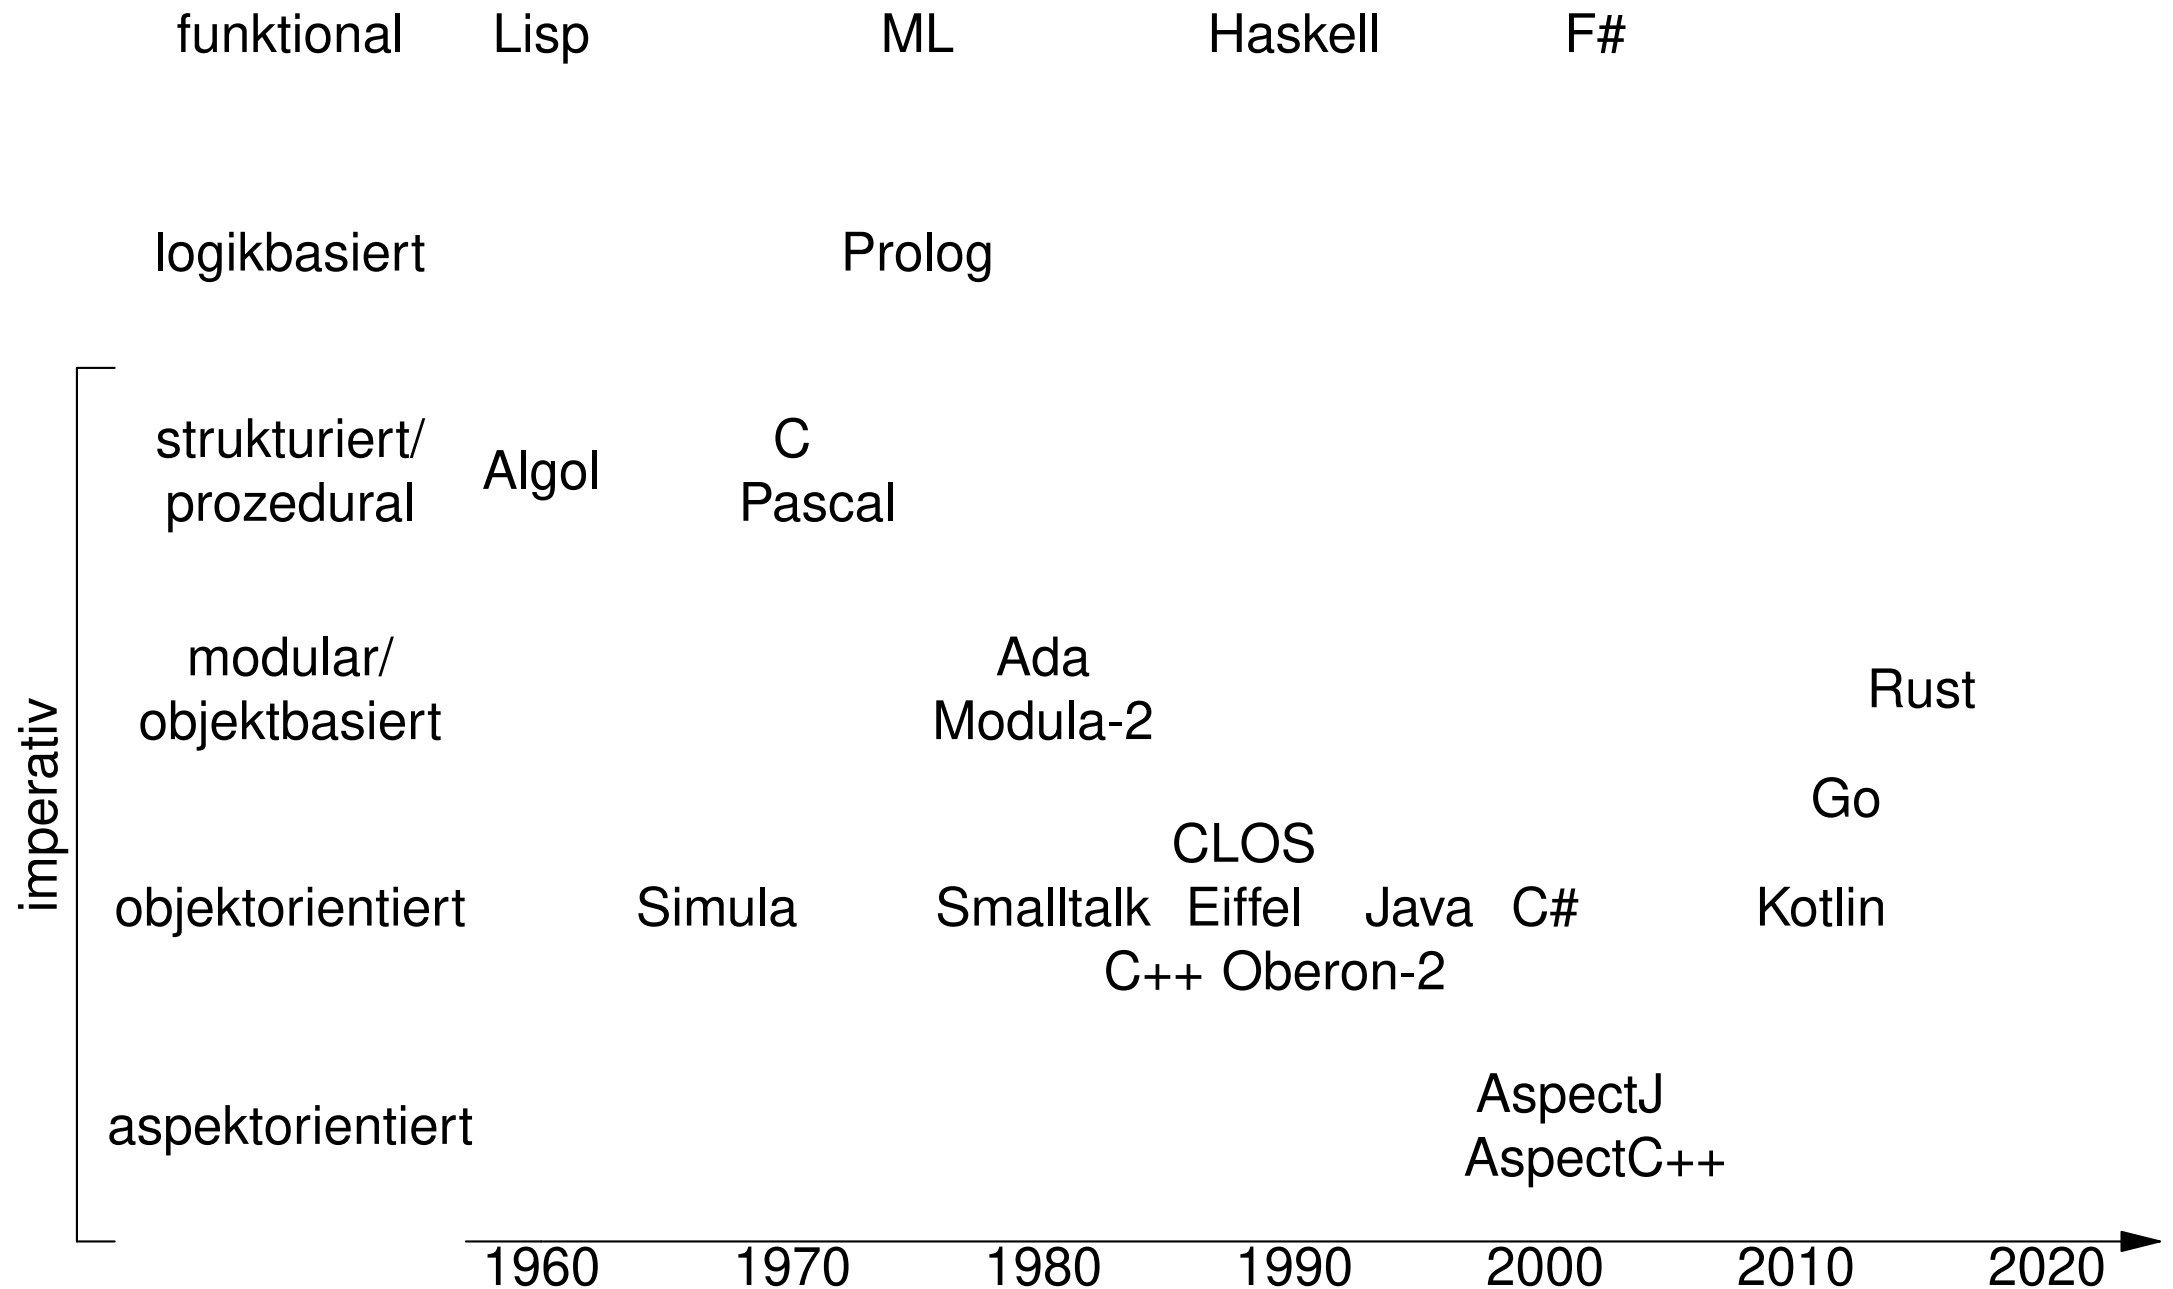 funktional Lisp ML Haskell F#
logikbasiert Prolog
strukturiert/ C
Algol
prozedural Pascal
modular/ Ada
Rust
objektbasiert Modula-2
imperativ
Go
CLOS
objektorientiert Simula Smalltalk Eiffel Java C# Kotlin
C++ Oberon-2
AspectJ
aspektorientiert
AspectC++
1960 1970 1980 1990 2000 2010 2020